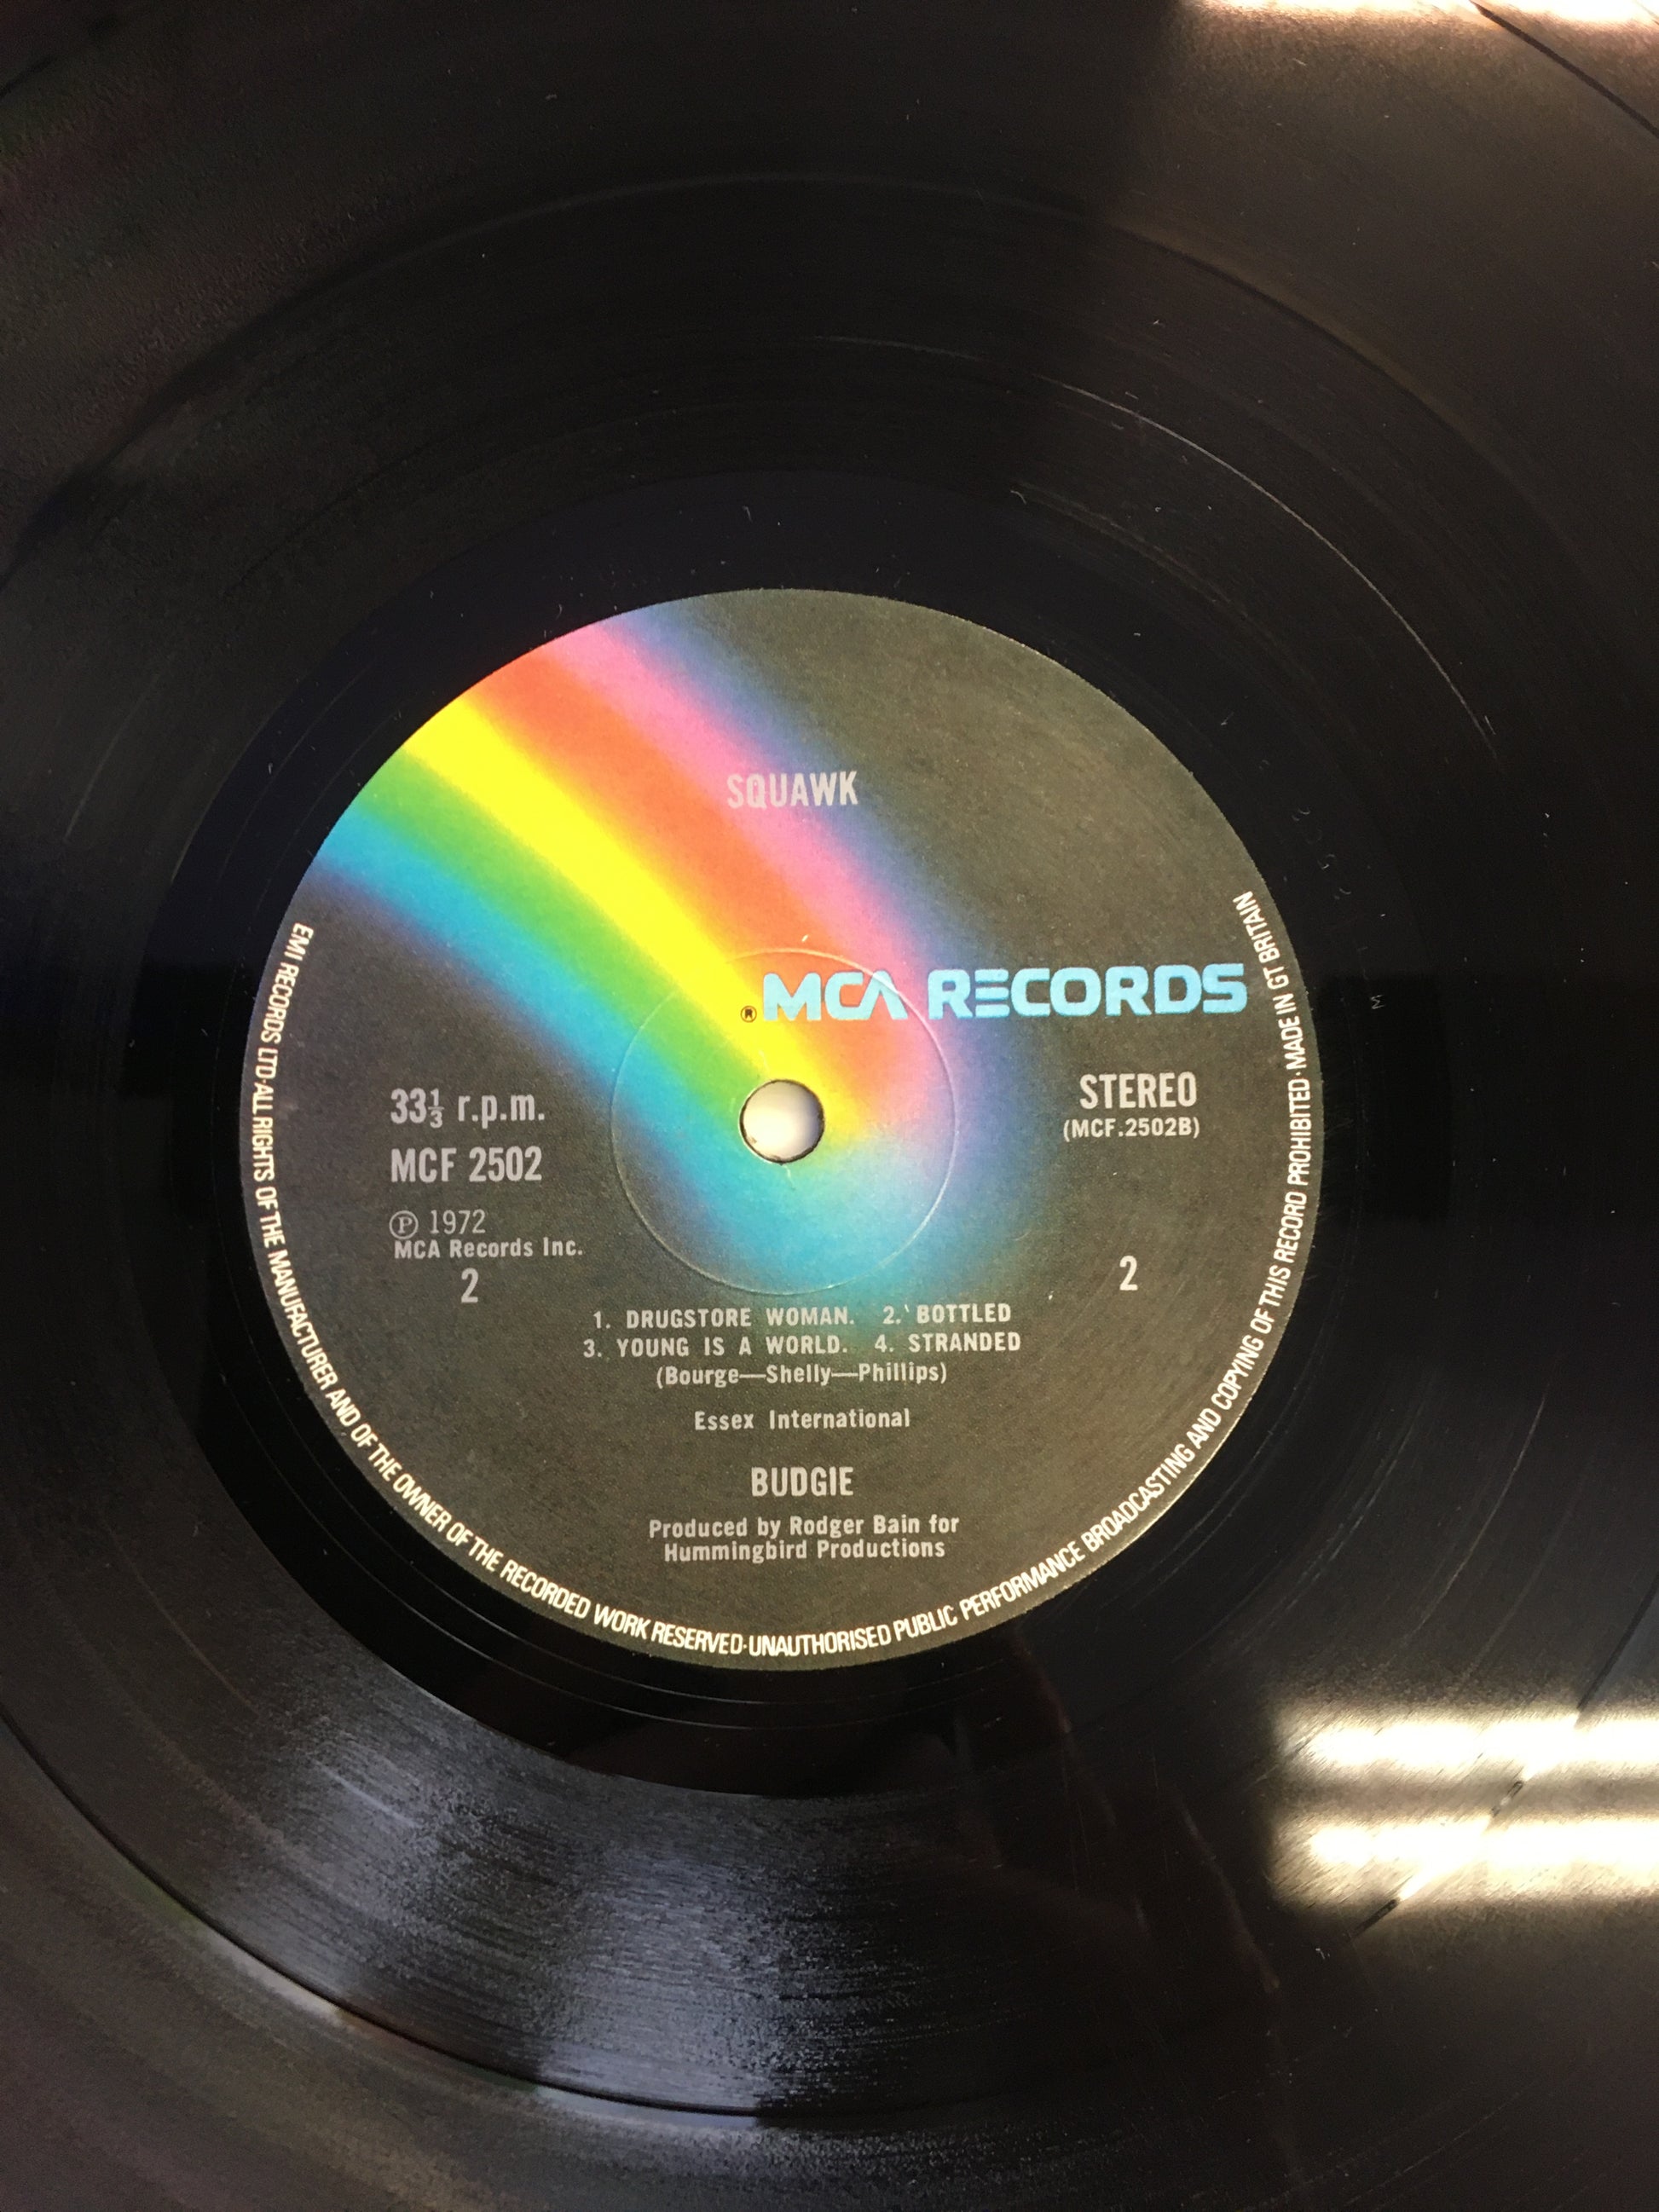 SQUAWK
® MCA RECORDS
33⅓ r.p.m.
MCF 2502
℗ 1972
MCA Records Inc.
2
STEREO
(MCF.2502B)
2
1. DRUGSTORE WOMAN. 2. BOTTLED
3. YOUNG IS A WORLD. 4. STRANDED
(Bourge—Shelly—Phillips)
Essex International
BUDGIE
Produced by Rodger Bain for
Hummingbird Productions
EMI RECORDS LTD·ALL RIGHTS OF THE MANUFACTURER AND OF THE OWNER OF THE RECORDED WORK RESERVED·UNAUTHORISED PUBLIC PERFORMANCE BROADCASTING AND COPYING OF THIS RECORD PROHIBITED·MADE IN GT BRITAIN